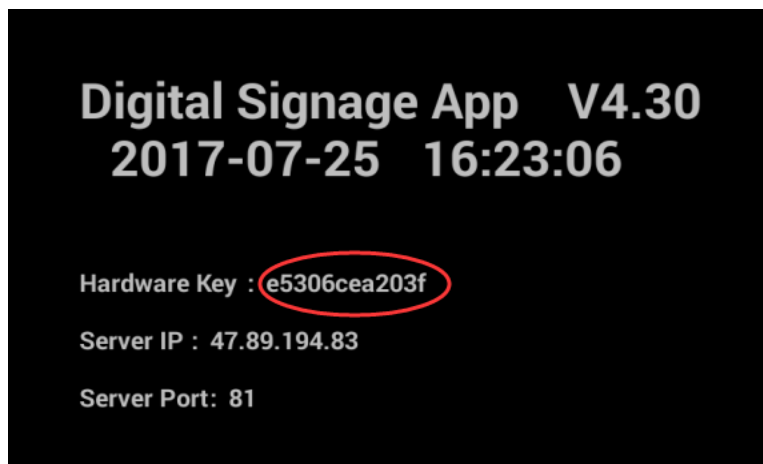 Digital Signage App V4.30
2017-07-25 16:23:06
Hardware Key : e5306cea203f
Server IP : 47.89.194.83
Server Port: 81